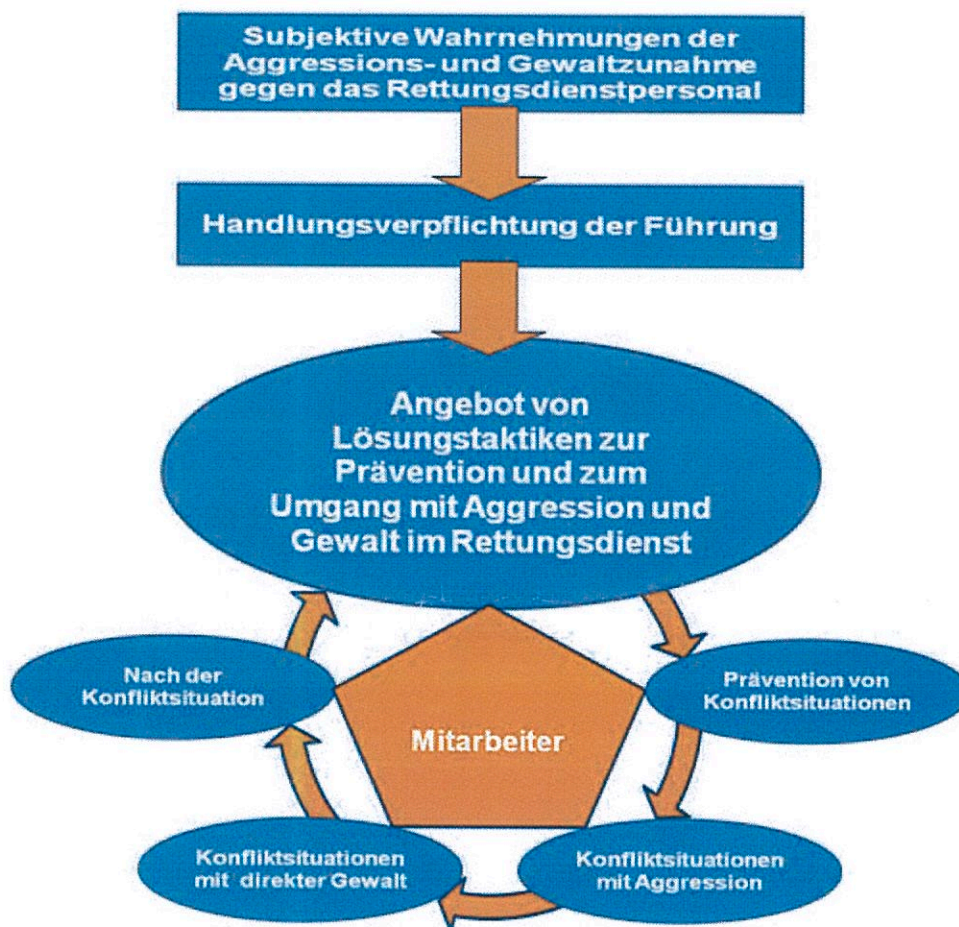 Subjektive Wahrnehmungen der
Aggressions- und Gewaltzunahme
gegen das Rettungsdienstpersonal
Handlungsverpflichtung der Führung
Angebot von
Lösungstaktiken zur
Prävention und zum
Umgang mit Aggression und
Gewalt im Rettungsdienst
Nach der
Konfliktsituation
Prävention von
Konfliktsituationen
Mitarbeiter
Konfliktsituationen
mit direkter Gewalt
Konfliktsituationen
mit Aggression